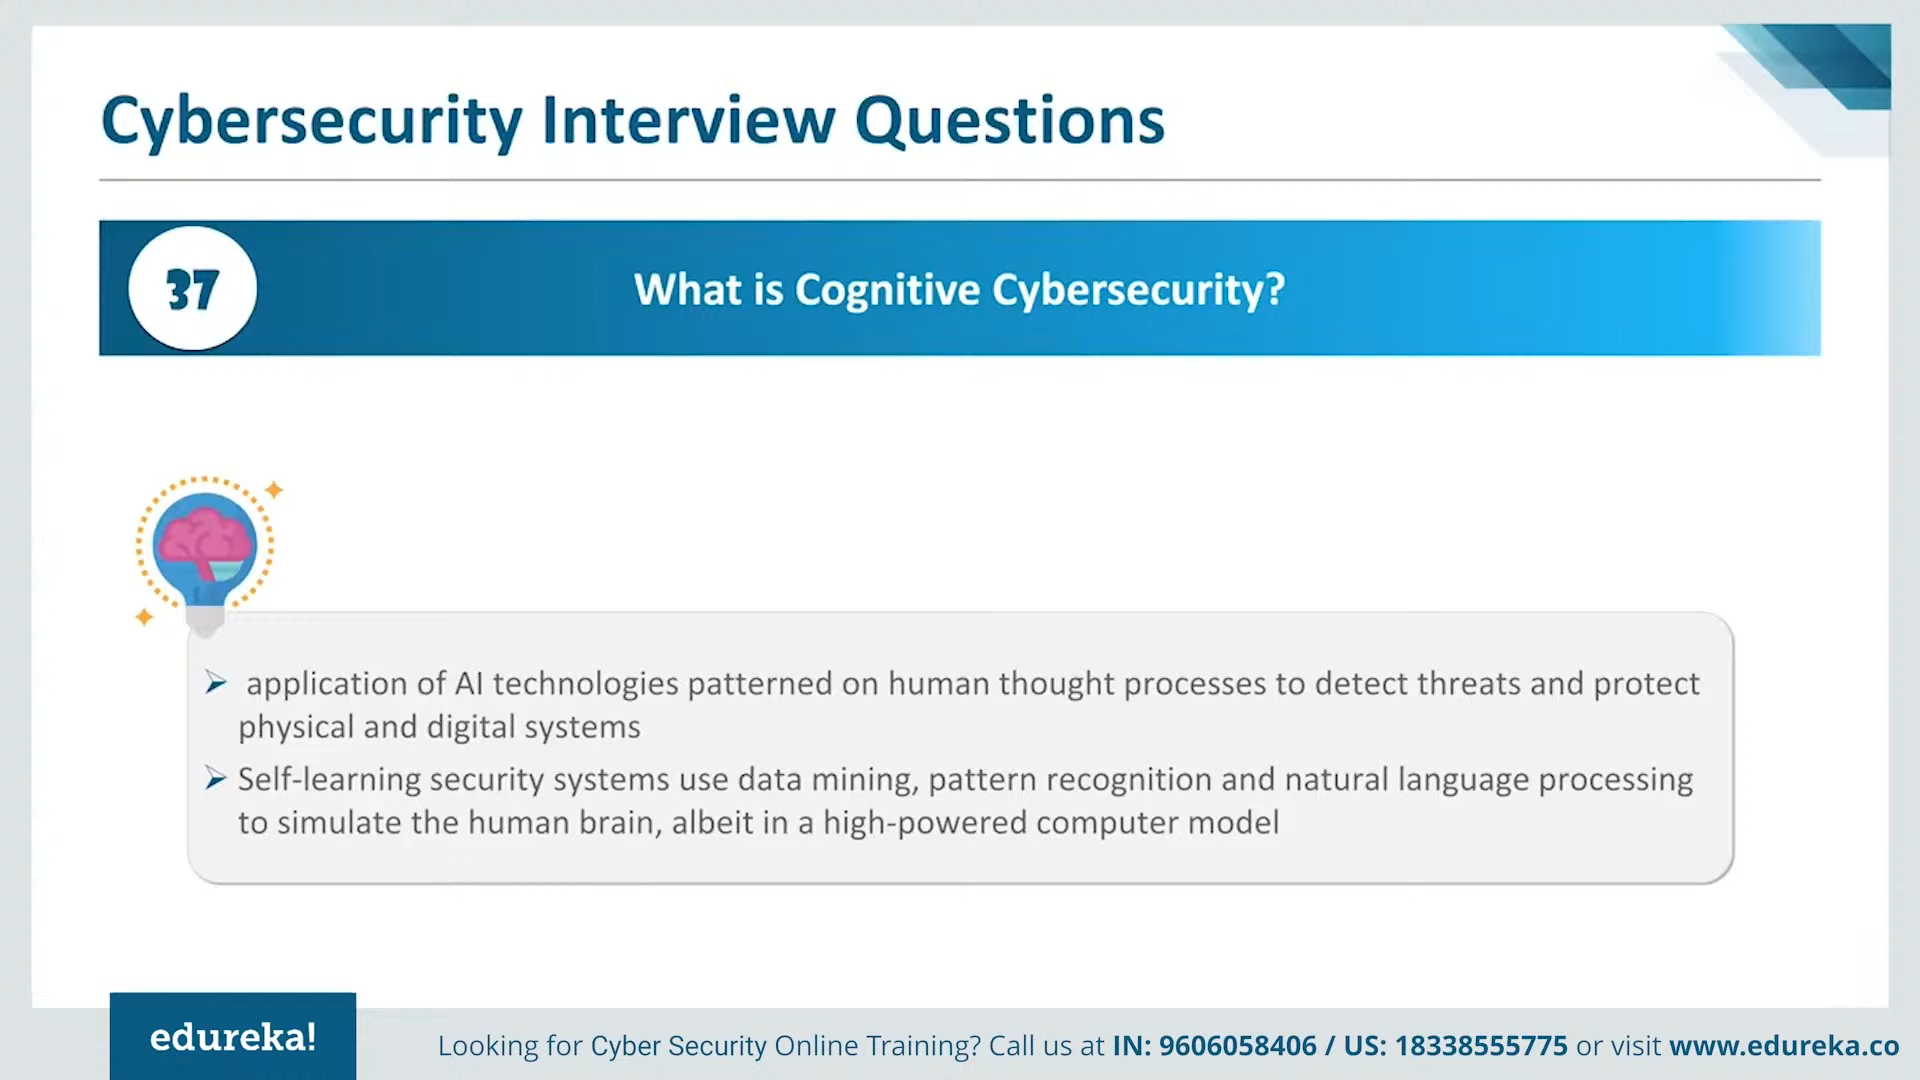 Cybersecurity Interview Questions
37
What is Cognitive Cybersecurity?
application of AI technologies patterned on human thought processes to detect threats and protect
physical and digital systems
Self-learning security systems use data mining, pattern recognition and natural language processing
to simulate the human brain, albeit in a high-powered computer model
edureka!
Looking for Cyber Security Online Training? Call us at IN: 9606058406 / US: 18338555775 or visit www.edureka.co